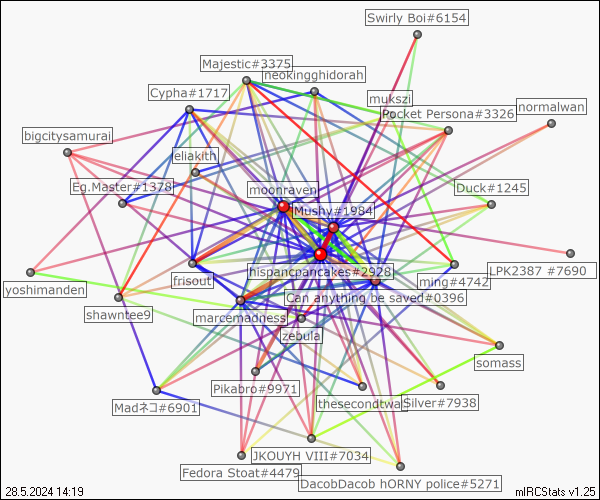 Swirly Boi#6154
Majestic#3375
neokingghidorah
Cypha#1717
mukszi
Pocket Persona#3326
normalwan
bigcitysamurai
eliakith
Eg.Master#1378
moonraven
Duck#1245
Mushy#1984
hispancpancakes#2928
LPK2387 #7690
yoshimanden
frisout
ming#4742
Can anything be saved#0396
shawntee9
marcemadness
zebula
somass
Pikabro#9971
Madネコ#6901
thesecondtwa
Silver#7938
JKOUYH VIII#7034
Fedora Stoat#4479
DacobDacob hORNY police#5271
28.5.2024 14:19
mIRCStats v1.25